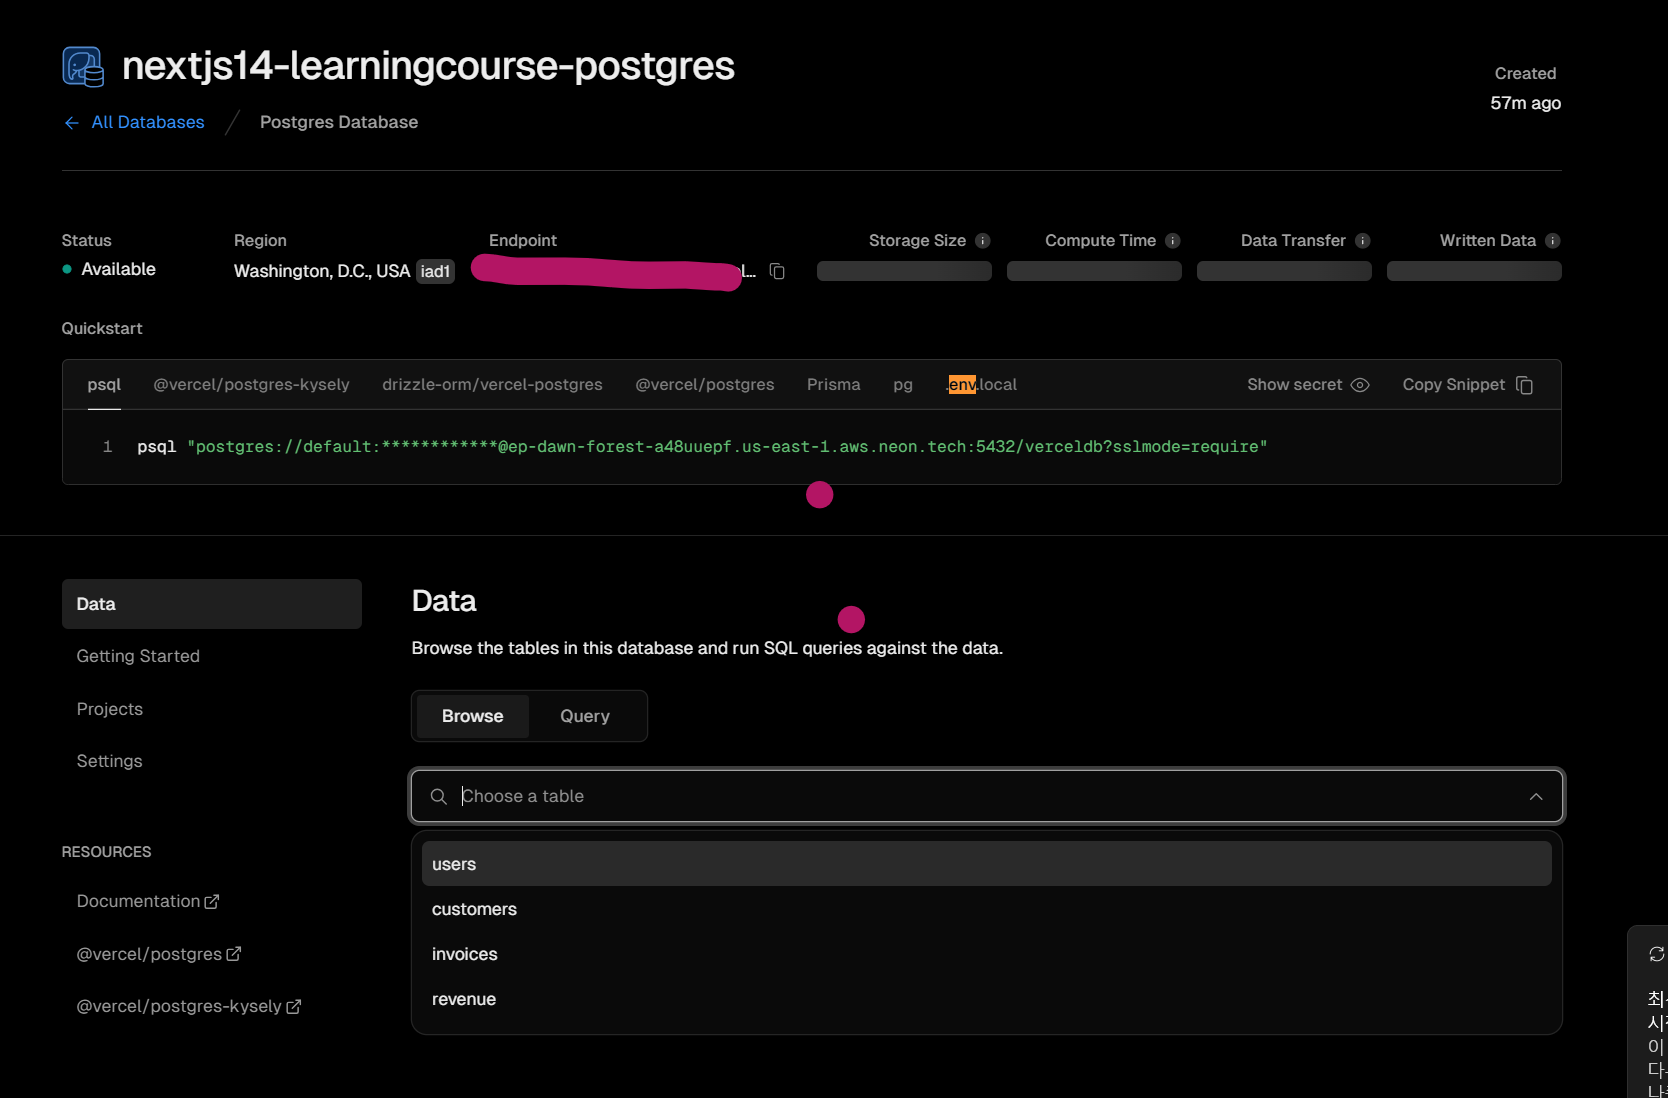 nextjs14-learningcourse-postgres
Created
57m ago
← All Databases / Postgres Database
Status
Region
Endpoint
Storage Size
Compute Time
Data Transfer
Written Data
Available
Washington, D.C., USA iad1
l...
Quickstart
psql @vercel/postgres-kysely drizzle-orm/vercel-postgres @vercel/postgres Prisma pg .env.local Show secret Copy Snippet
1 psql "postgres://default:************@ep-dawn-forest-a48uuepf.us-east-1.aws.neon.tech:5432/verceldb?sslmode=require"
Data
Getting Started
Projects
Settings
RESOURCES
Documentation
@vercel/postgres
@vercel/postgres-kysely
Data
Browse the tables in this database and run SQL queries against the data.
Browse Query
Choose a table
users
customers
invoices
revenue
이